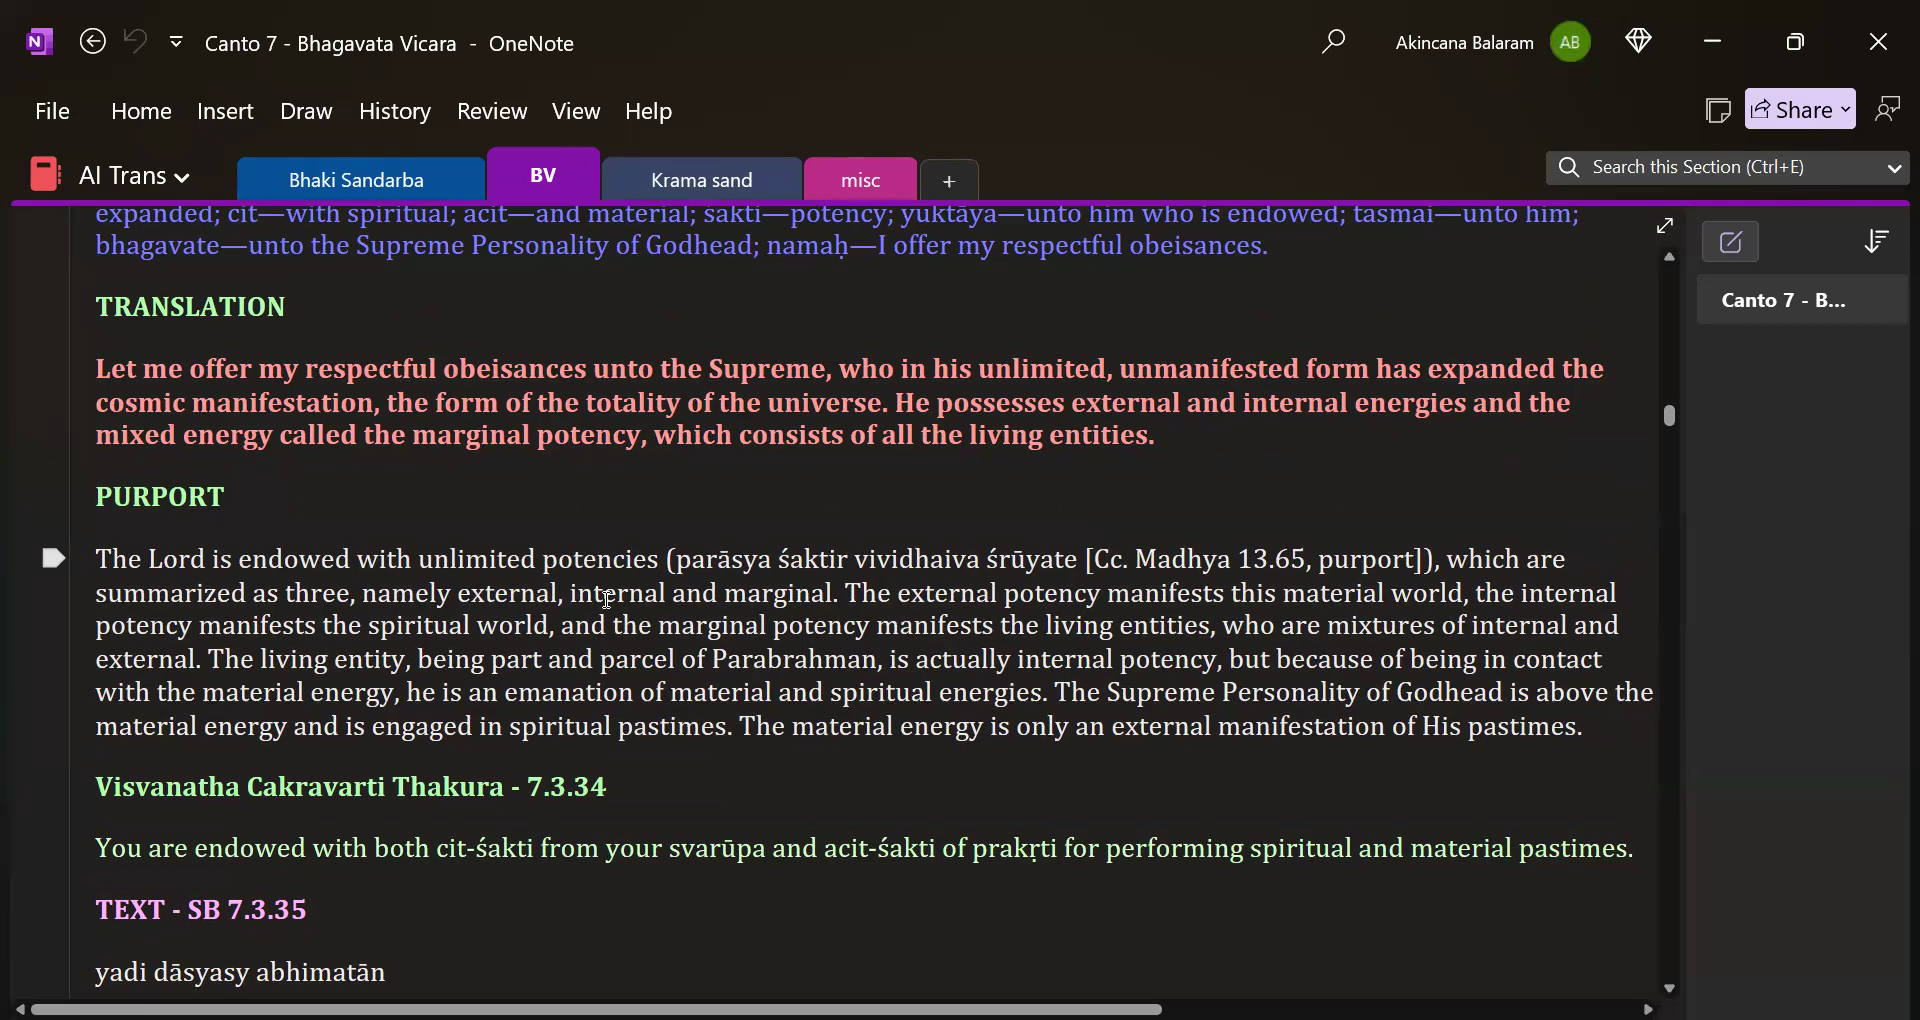 Canto 7 - Bhagavata Vicara - OneNote
Akincana Balaram AB
File Home Insert Draw History Review View Help
Share
AI Trans
Bhaki Sandarba
BV
Krama sand
misc
+
Search this Section (Ctrl+E)
Canto 7 - B...
expanded; cit—with spiritual; acit—and material; śakti—potency; yuktāya—unto him who is endowed; tasmai—unto him;
bhagavate—unto the Supreme Personality of Godhead; namaḥ—I offer my respectful obeisances.
TRANSLATION
Let me offer my respectful obeisances unto the Supreme, who in his unlimited, unmanifested form has expanded the
cosmic manifestation, the form of the totality of the universe. He possesses external and internal energies and the
mixed energy called the marginal potency, which consists of all the living entities.
PURPORT
The Lord is endowed with unlimited potencies (parāsya śaktir vividhaiva śrūyate [Cc. Madhya 13.65, purport]), which are
summarized as three, namely external, internal and marginal. The external potency manifests this material world, the internal
potency manifests the spiritual world, and the marginal potency manifests the living entities, who are mixtures of internal and
external. The living entity, being part and parcel of Parabrahman, is actually internal potency, but because of being in contact
with the material energy, he is an emanation of material and spiritual energies. The Supreme Personality of Godhead is above the
material energy and is engaged in spiritual pastimes. The material energy is only an external manifestation of His pastimes.
Visvanatha Cakravarti Thakura - 7.3.34
You are endowed with both cit-śakti from your svarūpa and acit-śakti of prakṛti for performing spiritual and material pastimes.
TEXT - SB 7.3.35
yadi dāsyasy abhimatān